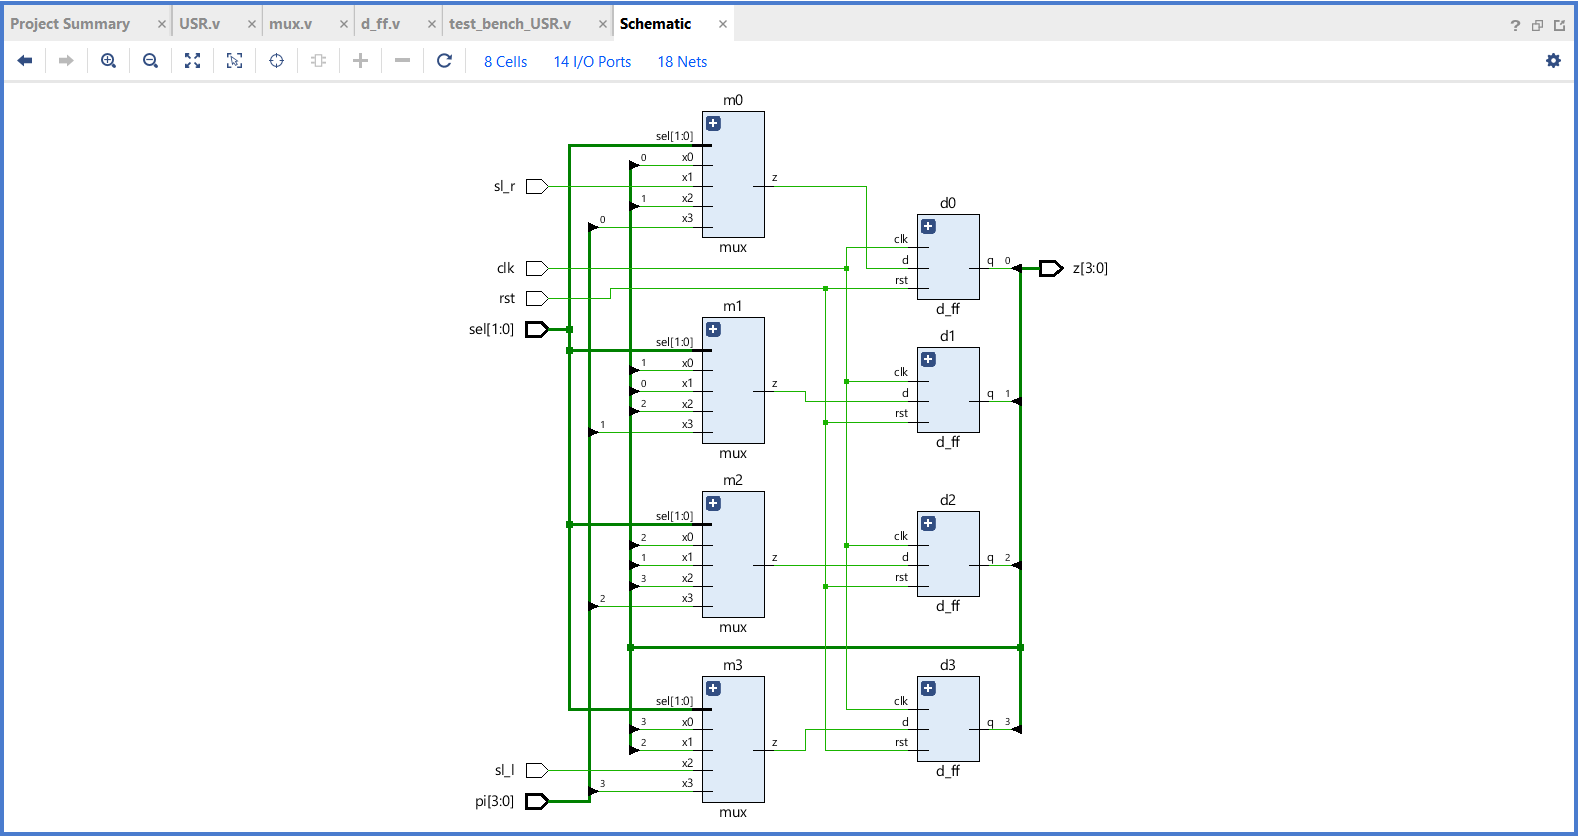 Project Summary × USR.v × mux.v × d_ff.v × test_bench_USR.v × Schematic × ?
8 Cells 14 I/O Ports 18 Nets
m0
sel[1:0]
0 x0
sl_r x1 z
1 x2
0 x3
mux
d0
clk
clk d q 0 z[3:0]
rst rst
d_ff
m1
sel[1:0] sel[1:0]
1 x0
0 x1 z
2 x2
1 x3
mux
d1
clk
d q 1
rst
d_ff
m2
sel[1:0]
2 x0
1 x1 z
3 x2
2 x3
mux
d2
clk
d q 2
rst
d_ff
m3
sel[1:0]
3 x0
2 x1 z
sl_l x2
pi[3:0] 3 x3
mux
d3
clk
d q 3
rst
d_ff